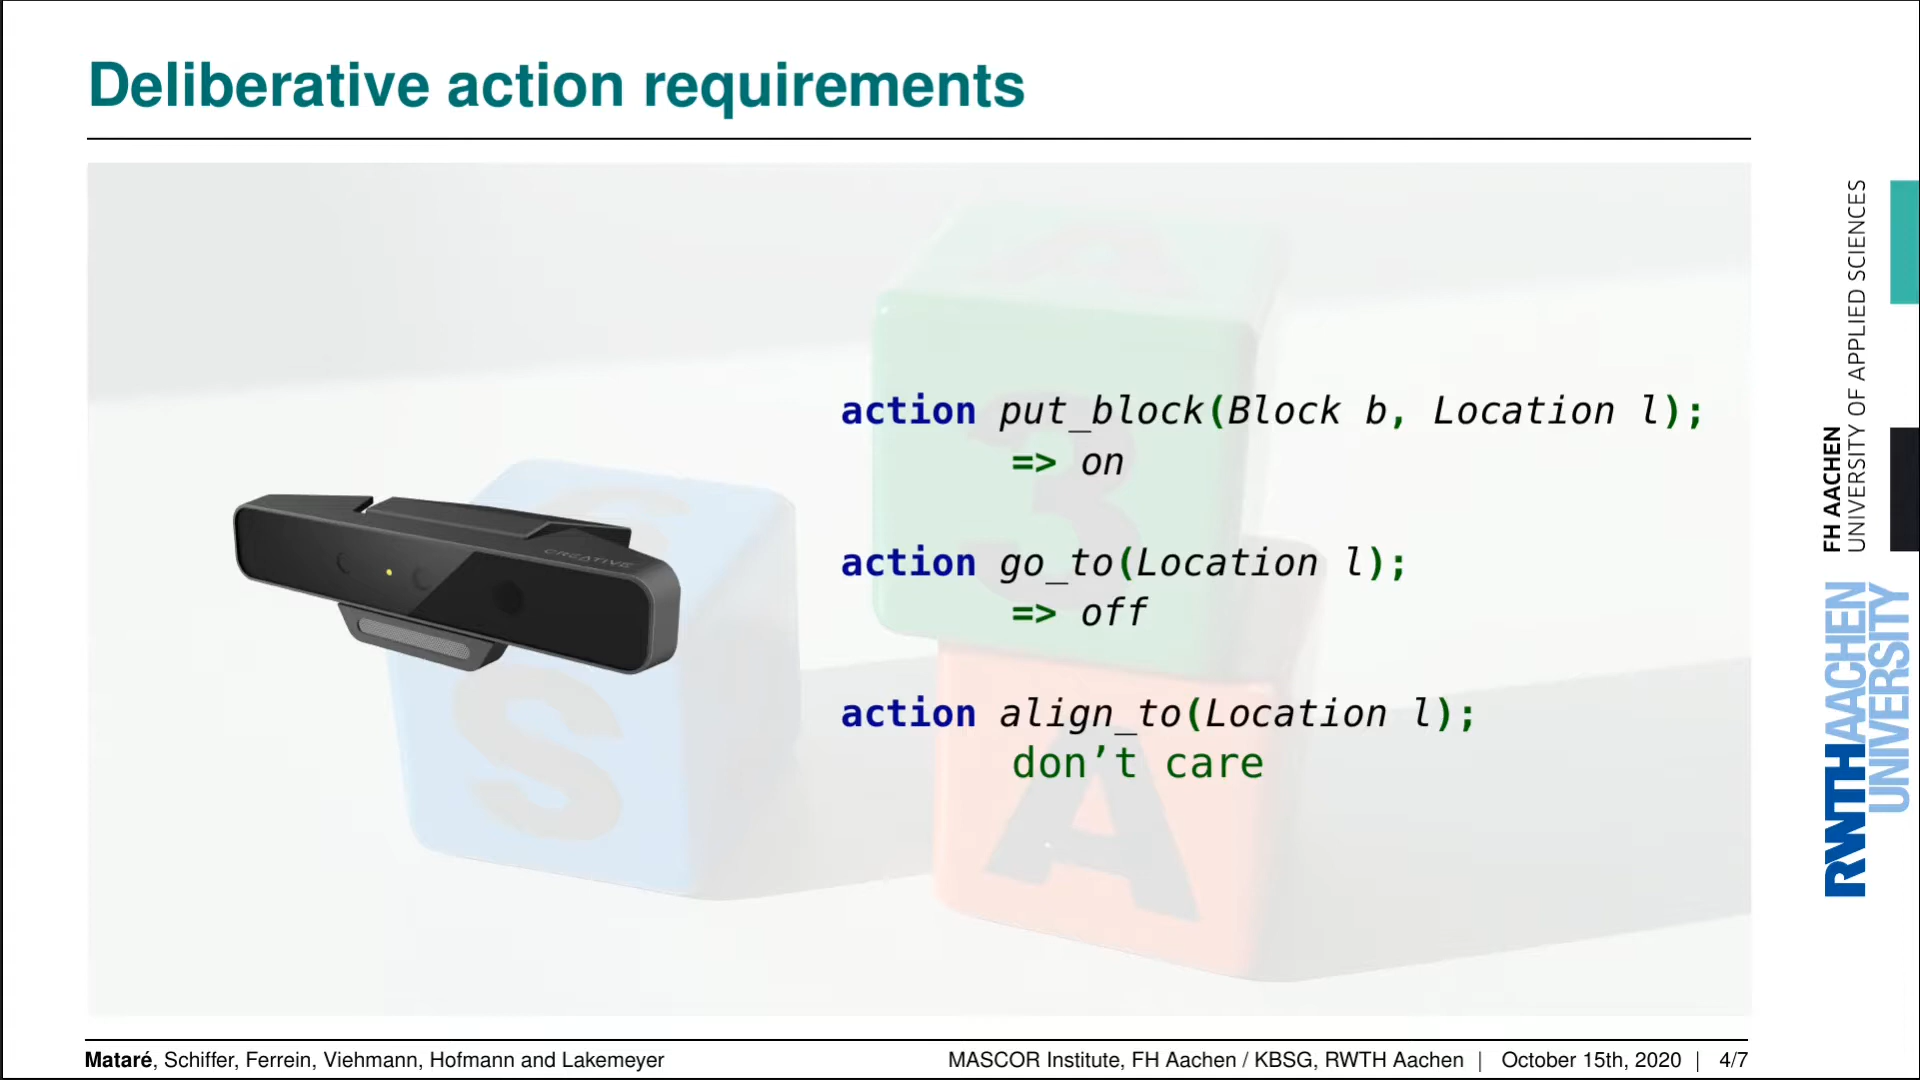 Deliberative action requirements
action put_block(Block b, Location l);
=> on
action go_to(Location l);
=> off
action align_to(Location l);
don’t care
CREATIVE
S
3
A
FH AACHEN
UNIVERSITY OF APPLIED SCIENCES
RWTHAACHEN
UNIVERSITY
Mataré, Schiffer, Ferrein, Viehmann, Hofmann and Lakemeyer
MASCOR Institute, FH Aachen / KBSG, RWTH Aachen | October 15th, 2020 | 4/7